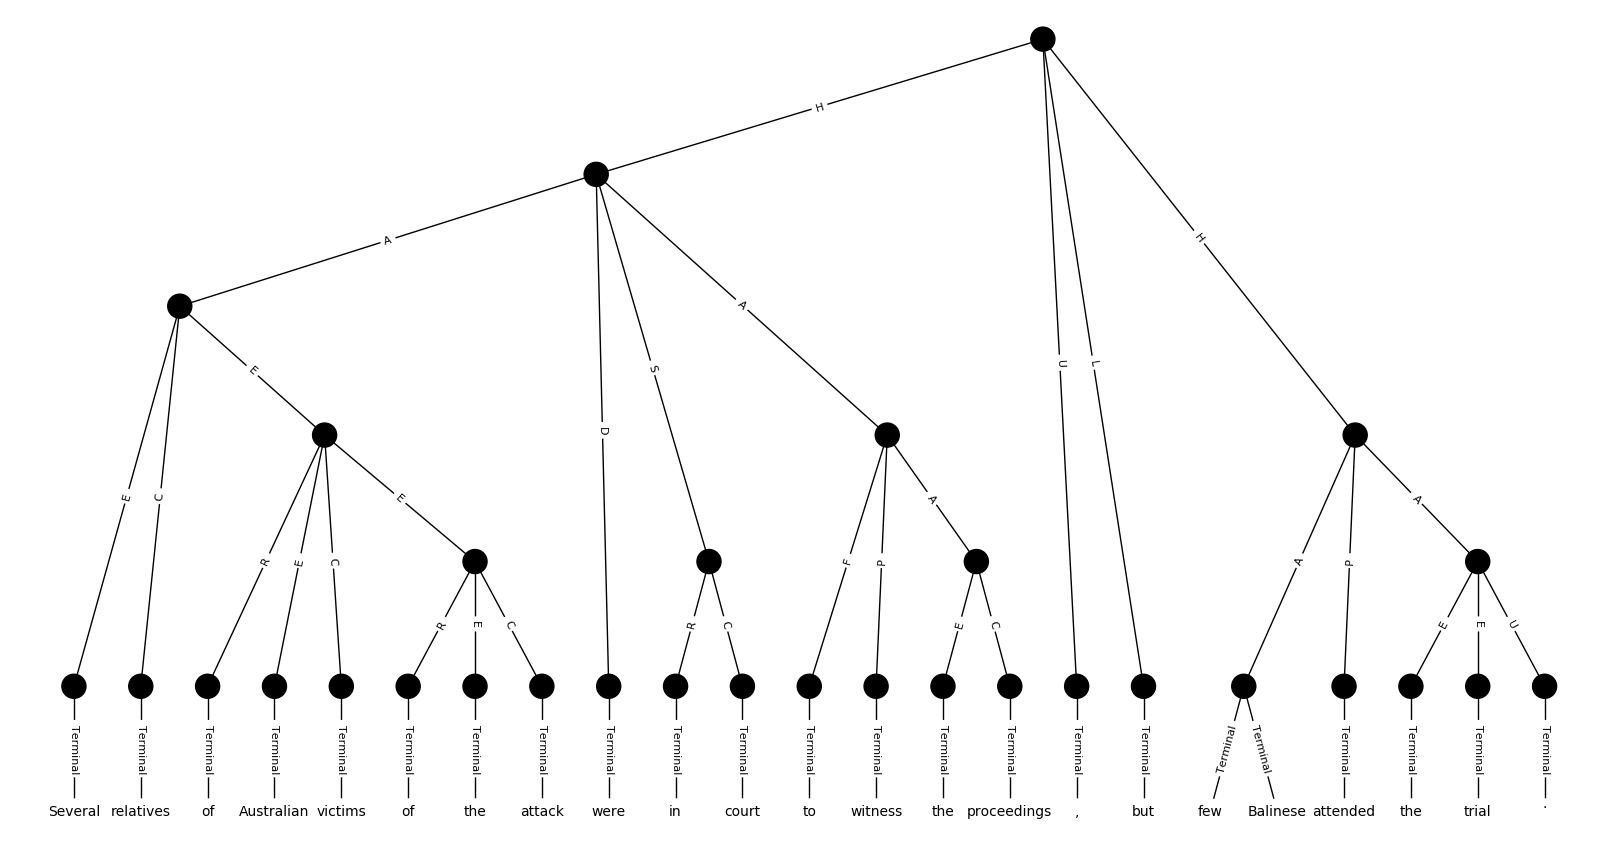 H
A
A
H
E
S
U
L
D
E
C
E
A
A
R
E
C
F
P
A
P
R
E
C
R
C
E
C
E
E
U
Terminal Terminal Terminal Terminal Terminal Terminal Terminal Terminal Terminal Terminal Terminal Terminal Terminal Terminal Terminal Terminal Terminal Terminal Terminal Terminal Terminal Terminal Terminal
Several relatives of Australian victims of the attack were in court to witness the proceedings , but few Balinese attended the trial .